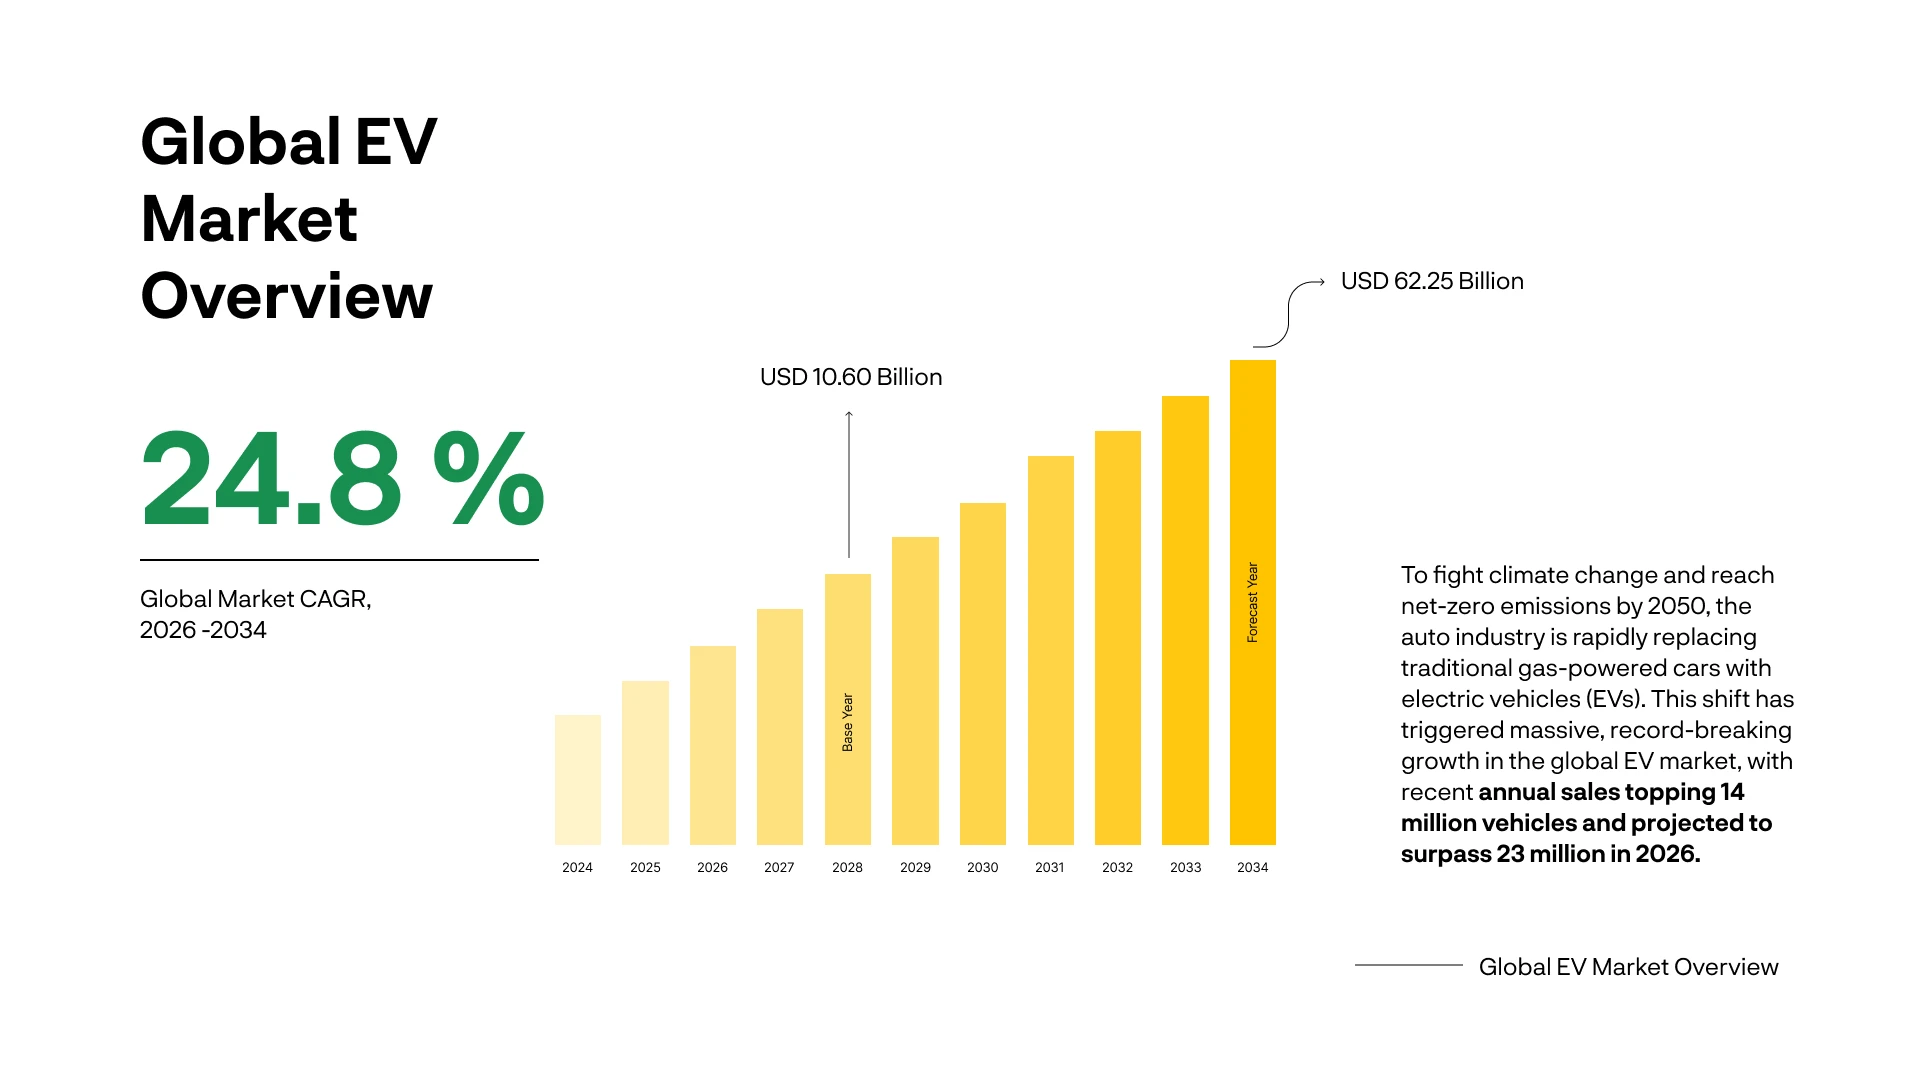 Global EV
Market
Overview
24.8 %
Global Market CAGR,
2026 -2034
USD 10.60 Billion
USD 62.25 Billion
Base Year
Forecast Year
2024
2025
2026
2027
2028
2029
2030
2031
2032
2033
2034
To fight climate change and reach
net-zero emissions by 2050, the
auto industry is rapidly replacing
traditional gas-powered cars with
electric vehicles (EVs). This shift has
triggered massive, record-breaking
growth in the global EV market, with
recent annual sales topping 14
million vehicles and projected to
surpass 23 million in 2026.
Global EV Market Overview